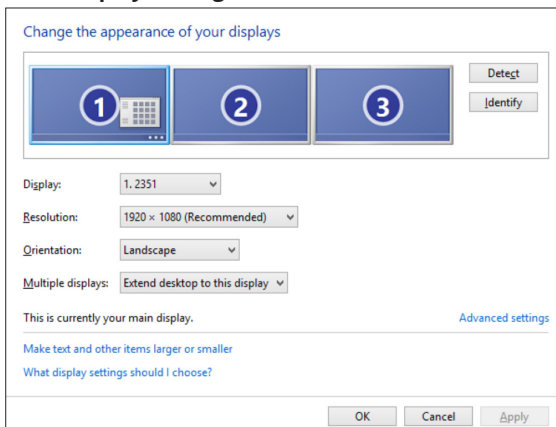 Change the appearance of your displays
1
2
3
Detect
Identify
Display:
1. 2351
Resolution:
1920 × 1080 (Recommended)
Orientation:
Landscape
Multiple displays:
Extend desktop to this display
This is currently your main display.
Advanced settings
Make text and other items larger or smaller
What display settings should I choose?
OK
Cancel
Apply